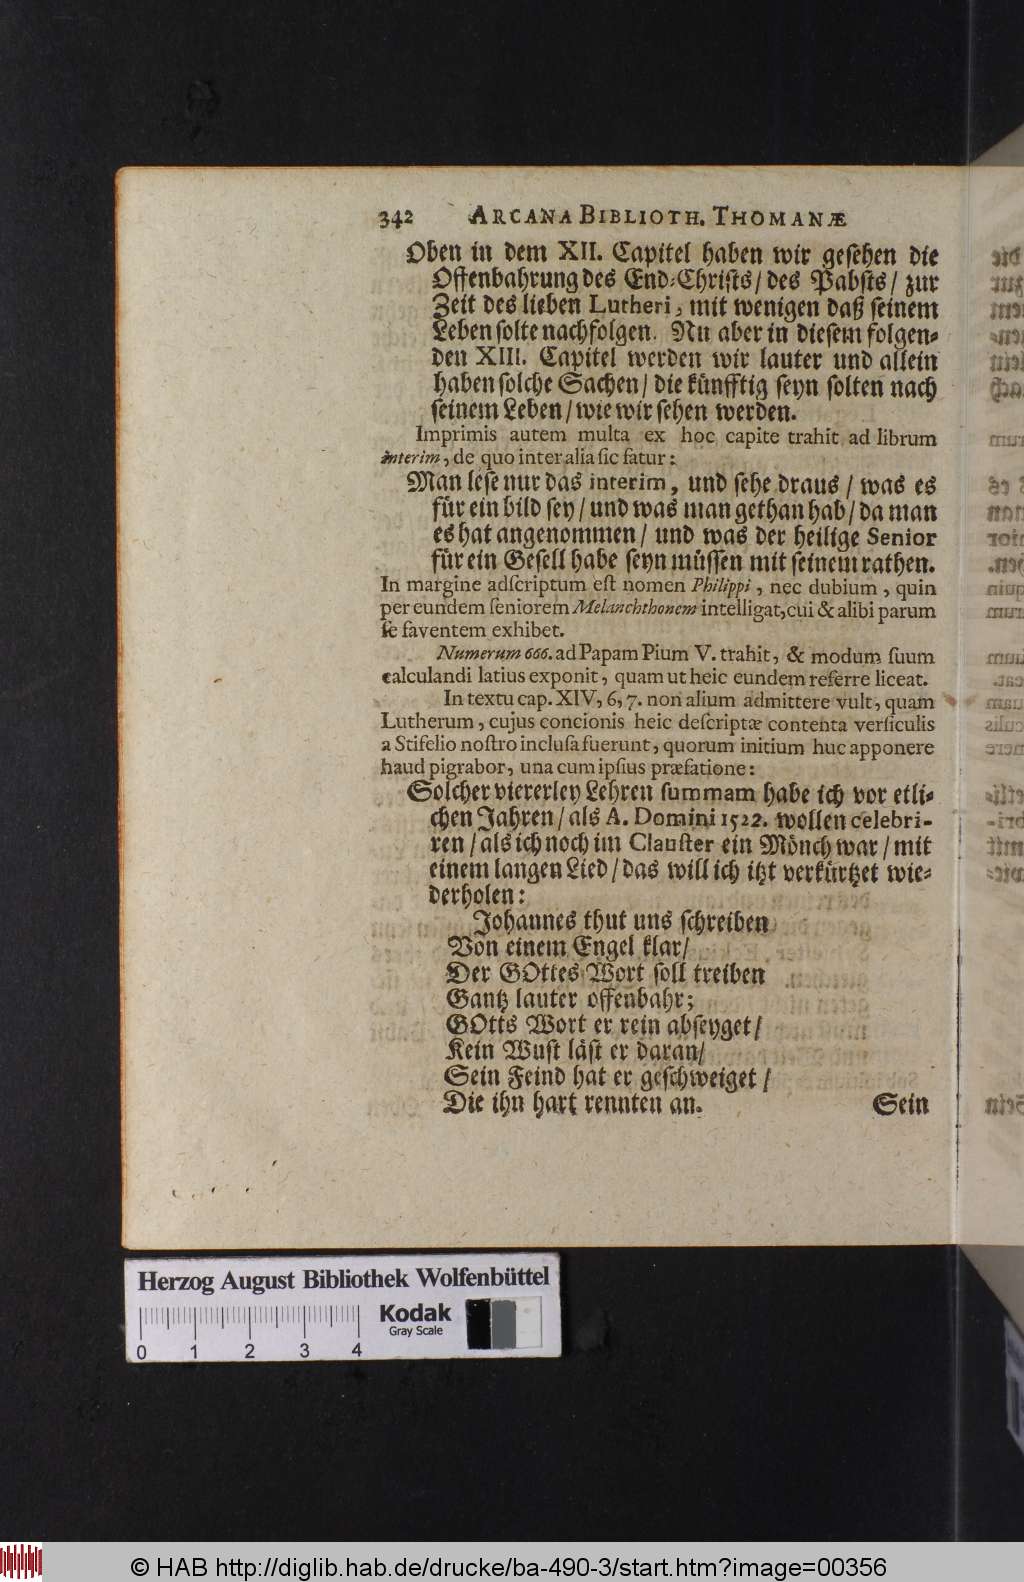 342 ARCANA BIBLIOTH. THOMANÆ
Oben in dem XII. Capitel haben wir gesehen die
Offenbahrung des End-Christs/ des Pabsts/ zur
Zeit des lieben Lutheri, mit wenigen daß seinem
Leben solte nachfolgen. Nu aber in diesem folgen-
den XIII. Capitel werden wir lauter und allein
haben solche Sachen/ die künfftig seyn solten nach
seinem Leben/ wie wir sehen werden.
Imprimis autem multa ex hoc capite trahit ad librum
interim, de quo inter alia sic fatur:
Man lese nur das interim, und sehe draus/ was es
für ein bild sey/ und was man gethan hab/ da man
es hat angenommen/ und was der heilige Senior
für ein Gesell habe seyn müssen mit seinem rathen.
In margine adscriptum est nomen Philippi, nec dubium, quin
per eundem seniorem Melanchthonem intelligat, cui & alibi parum
se faventem exhibet.
Numerum 666. ad Papam Pium V. trahit, & modum suum
calculandi latius exponit, quam ut heic eundem referre liceat.
In textu cap. XIV, 6, 7. non alium admittere vult, quam
Lutherum, cujus concionis heic descriptæ contenta versiculis
a Stifelio nostro inclusa fuerunt, quorum initium huc apponere
haud pigrabor, una cum ipsius præfatione:
Solcher viererley Lehren summam habe ich vor etli-
chen Jahren/ als A. Domini 1522. wollen celebri-
ren/ als ich noch im Clauster ein Mönch war/ mit
einem langen Lied/ das will ich itzt verkürtzet wie-
derholen:
Johannes thut uns schreiben
Von einem Engel klar/
Der GOttes Wort soll treiben
Gantz lauter offenbahr;
GOtts Wort er rein abseyget/
Kein Wust läst er daran/
Sein Feind hat er geschweiget/
Die ihn hart rennten an.
Sein
Herzog August Bibliothek Wolfenbüttel
Kodak
Gray Scale
0 1 2 3 4
© HAB http://diglib.hab.de/drucke/ba-490-3/start.htm?image=00356